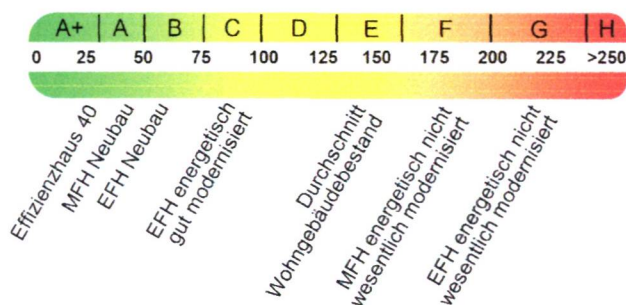 A+ A B C D E F G H
0 25 50 75 100 125 150 175 200 225 >250
Effizienzhaus 40
MFH Neubau
EFH Neubau
EFH energetisch
gut modernisiert
Durchschnitt
Wohngebäudebestand
MFH energetisch nicht
wesentlich modernisiert
EFH energetisch nicht
wesentlich modernisiert